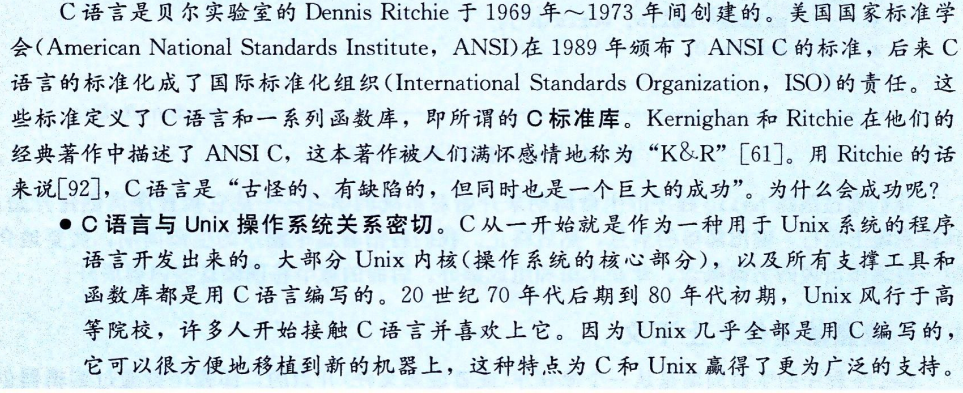 C语言是贝尔实验室的 Dennis Ritchie 于 1969 年～1973 年间创建的。美国国家标准学
会(American National Standards Institute，ANSI)在 1989 年颁布了 ANSI C 的标准，后来 C
语言的标准化成了国际标准化组织(International Standards Organization，ISO)的责任。这
些标准定义了 C 语言和一系列函数库，即所谓的 C 标准库。Kernighan 和 Ritchie 在他们的
经典著作中描述了 ANSI C，这本著作被人们满怀感情地称为“K&R”[61]。用 Ritchie 的话
来说[92]，C 语言是“古怪的、有缺陷的，但同时也是一个巨大的成功”。为什么会成功呢？
● C 语言与 Unix 操作系统关系密切。C 从一开始就是作为一种用于 Unix 系统的程序
语言开发出来的。大部分 Unix 内核(操作系统的核心部分)，以及所有支撑工具和
函数库都是用 C 语言编写的。20 世纪 70 年代后期到 80 年代初期，Unix 风行于高
等院校，许多人开始接触 C 语言并喜欢上它。因为 Unix 几乎全部是用 C 编写的，
它可以很方便地移植到新的机器上，这种特点为 C 和 Unix 赢得了更为广泛的支持。